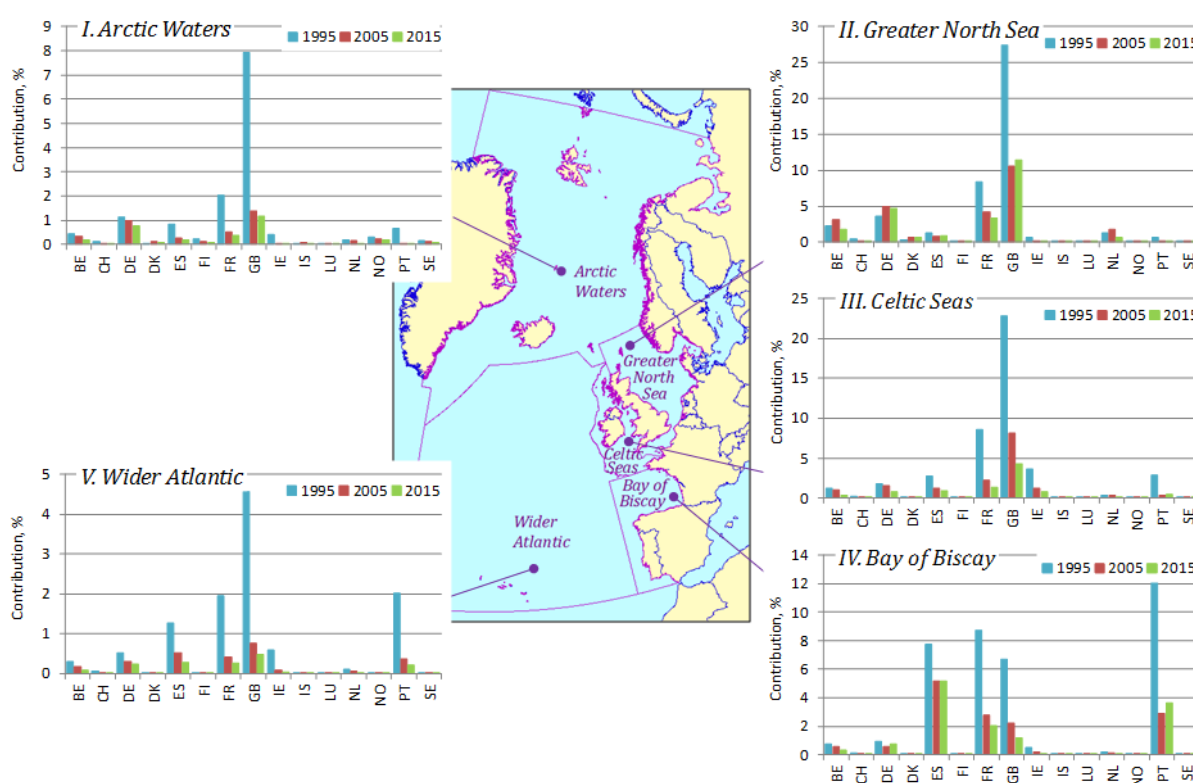 I. Arctic Waters
1995 2005 2015
Contribution, %
9
8
7
6
5
4
3
2
1
0
BE CH DE DK ES FI FR GB IE IS LU NL NO PT SE
II. Greater North Sea
1995 2005 2015
Contribution, %
30
25
20
15
10
5
0
BE CH DE DK ES FI FR GB IE IS LU NL NO PT SE
Arctic
Waters
Greater
North
Sea
Celtic
Seas
Bay of
Biscay
Wider
Atlantic
III. Celtic Seas
1995 2005 2015
Contribution, %
25
20
15
10
5
0
BE CH DE DK ES FI FR GB IE IS LU NL NO PT SE
V. Wider Atlantic
1995 2005 2015
Contribution, %
5
4
3
2
1
0
BE CH DE DK ES FI FR GB IE IS LU NL NO PT SE
IV. Bay of Biscay
1995 2005 2015
Contribution, %
14
12
10
8
6
4
2
0
BE CH DE DK ES FI FR GB IE IS LU NL NO PT SE